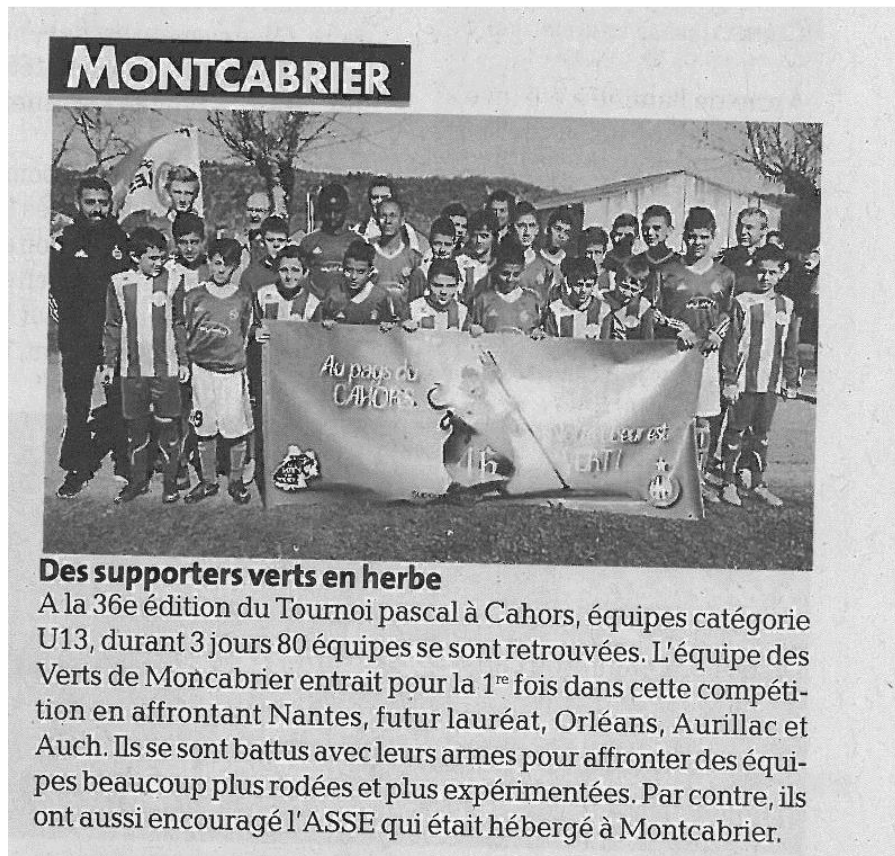 MONTCABRIER
Au pays du
CAHORS
est
Des supporters verts en herbe
A la 36e édition du Tournoi pascal à Cahors, équipes catégorie
U13, durant 3 jours 80 équipes se sont retrouvées. L'équipe des
Verts de Moncabrier entrait pour la 1re fois dans cette compéti-
tion en affrontant Nantes, futur lauréat, Orléans, Aurillac et
Auch. Ils se sont battus avec leurs armes pour affronter des équi-
pes beaucoup plus rodées et plus expérimentées. Par contre, ils
ont aussi encouragé l'ASSE qui était hébergé à Montcabrier.